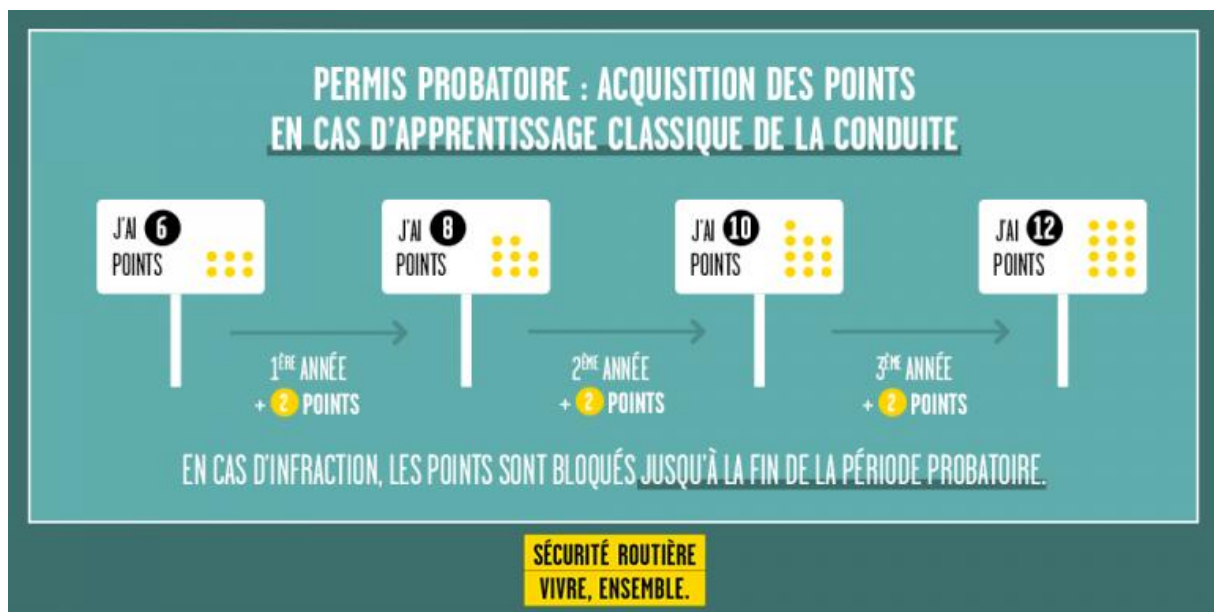 PERMIS PROBATOIRE : ACQUISITION DES POINTS
EN CAS D'APPRENTISSAGE CLASSIQUE DE LA CONDUITE
J'AI 6
POINTS
J'AI 8
POINTS
J'AI 10
POINTS
J'AI 12
POINTS
1ÈRE ANNÉE
+ 2 POINTS
2ÈME ANNÉE
+ 2 POINTS
3ÈME ANNÉE
+ 2 POINTS
EN CAS D'INFRACTION, LES POINTS SONT BLOQUÉS JUSQU'À LA FIN DE LA PÉRIODE PROBATOIRE.
SÉCURITÉ ROUTIÈRE
VIVRE, ENSEMBLE.